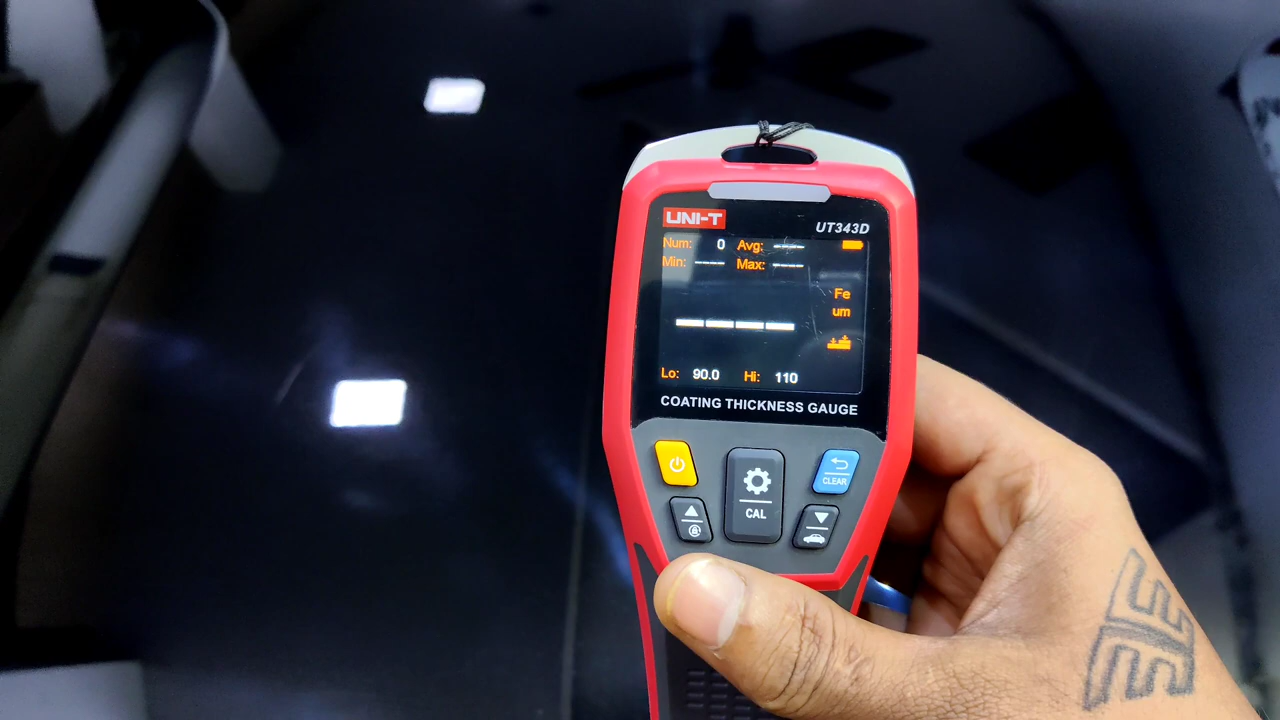 UNI-T
UT343D
Num: 0 Avg: ----
Min: ---- Max: ----
Fe
um
----
Lo: 90.0 Hi: 110
COATING THICKNESS GAUGE
CLEAR
CAL